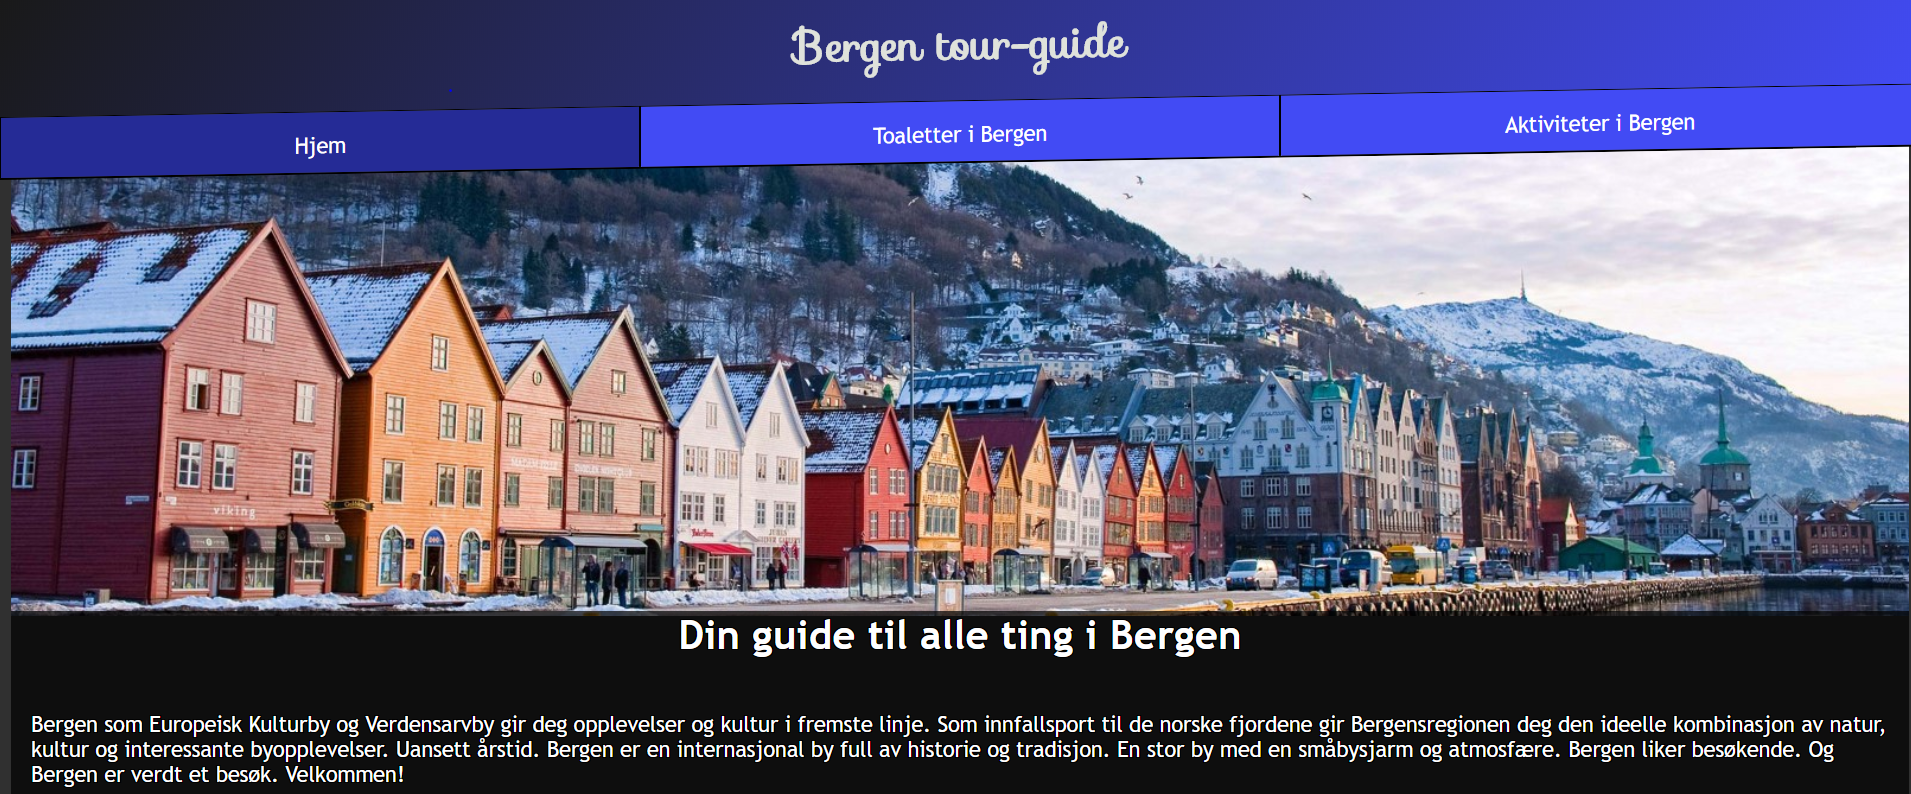 Bergen tour-guide
Hjem
Toaletter i Bergen
Aktiviteter i Bergen
viking
Din guide til alle ting i Bergen
Bergen som Europeisk Kulturby og Verdensarvby gir deg opplevelser og kultur i fremste linje. Som innfallsport til de norske fjordene gir Bergensregionen deg den ideelle kombinasjon av natur,
kultur og interessante byopplevelser. Uansett årstid. Bergen er en internasjonal by full av historie og tradisjon. En stor by med en småbysjarm og atmosfære. Bergen liker besøkende. Og
Bergen er verdt et besøk. Velkommen!